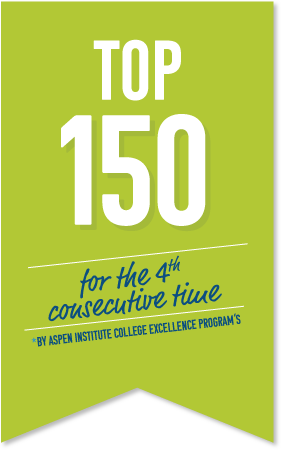 TOP
150
for the 4th
consecutive time
*BY ASPEN INSTITUTE COLLEGE EXCELLENCE PROGRAM'S